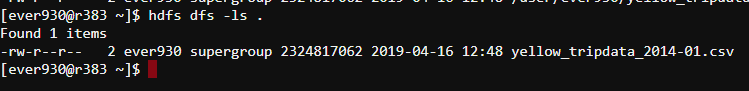 [ever930@r383 ~]$ hdfs dfs -ls .
Found 1 items
-rw-r--r--   2 ever930 supergroup 2324817062 2019-04-16 12:48 yellow_tripdata_2014-01.csv
[ever930@r383 ~]$